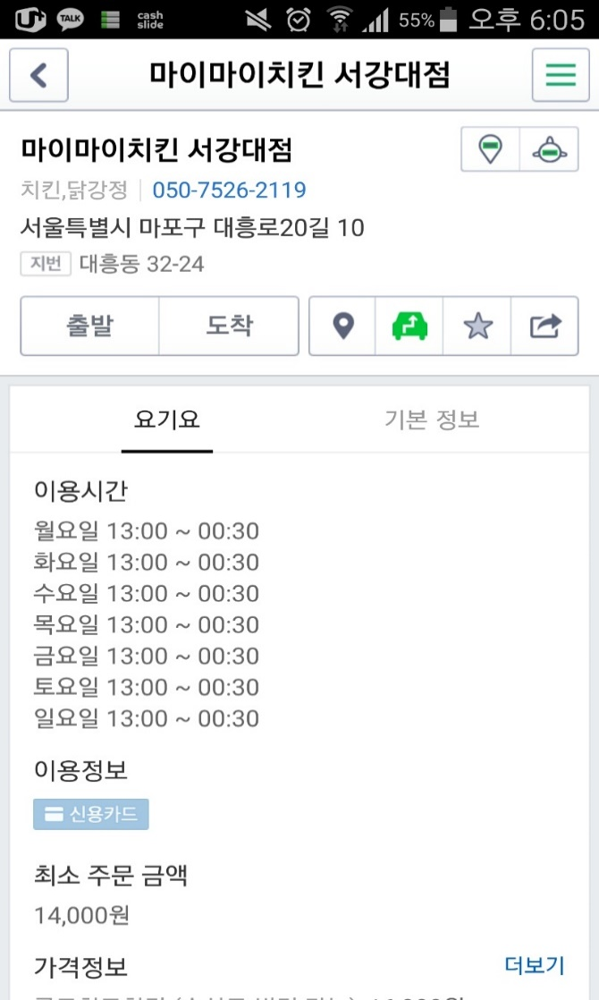 U+ TALK cash slide 55% 오후 6:05
마이마이치킨 서강대점
마이마이치킨 서강대점
치킨,닭강정 050-7526-2119
서울특별시 마포구 대흥로20길 10
지번 대흥동 32-24
출발 도착
요기요 기본 정보
이용시간
월요일 13:00 ~ 00:30
화요일 13:00 ~ 00:30
수요일 13:00 ~ 00:30
목요일 13:00 ~ 00:30
금요일 13:00 ~ 00:30
토요일 13:00 ~ 00:30
일요일 13:00 ~ 00:30
이용정보
신용카드
최소 주문 금액
14,000원
가격정보 더보기